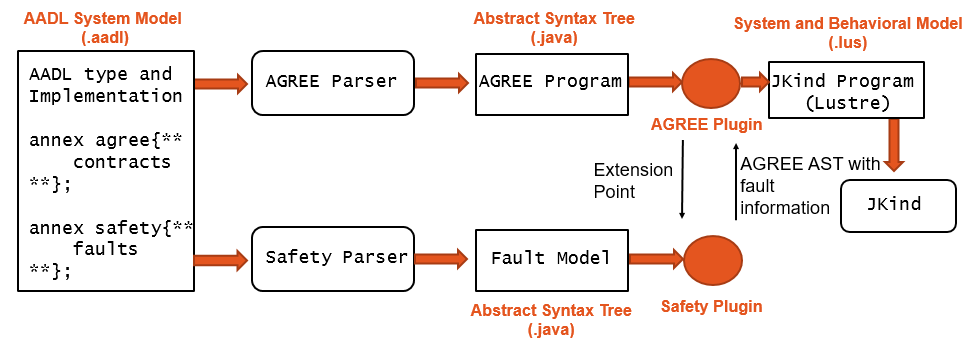 AADL System Model
(.aadl)
AADL type and
Implementation
annex agree{**
contracts
**};
annex safety{**
faults
**};
AGREE Parser
Safety Parser
Abstract Syntax Tree
(.java)
AGREE Program
Fault Model
Abstract Syntax Tree
(.java)
AGREE Plugin
Extension
Point
AGREE AST with
fault
information
Safety Plugin
System and Behavioral Model
(.lus)
JKind Program
(Lustre)
JKind